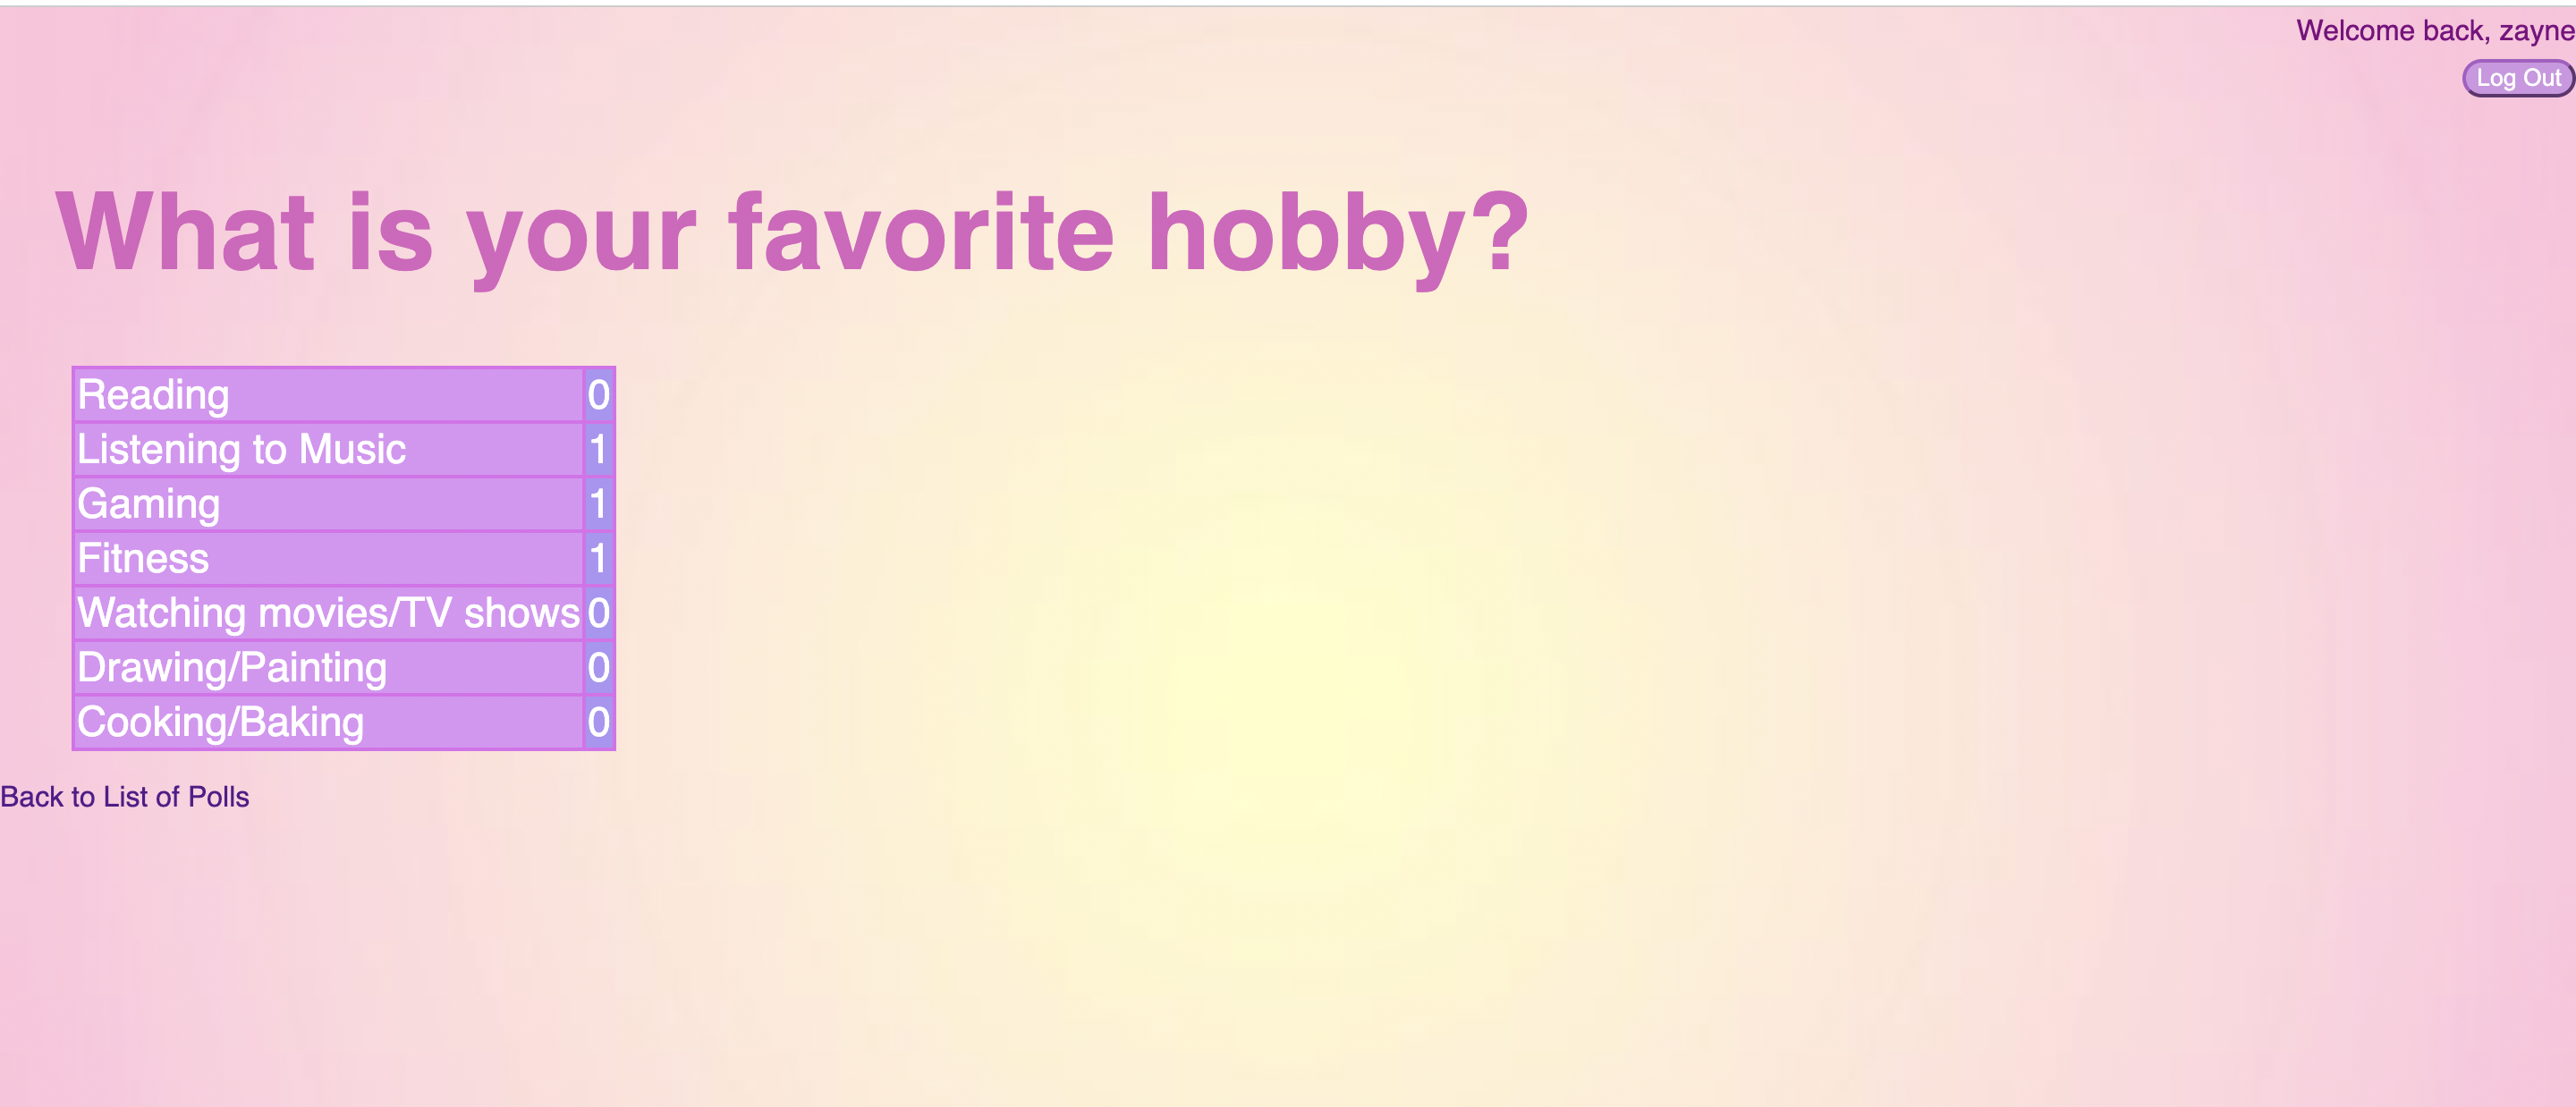 Welcome back, zayne
Log Out
What is your favorite hobby?
Reading 0
Listening to Music 1
Gaming 1
Fitness 1
Watching movies/TV shows 0
Drawing/Painting 0
Cooking/Baking 0
Back to List of Polls